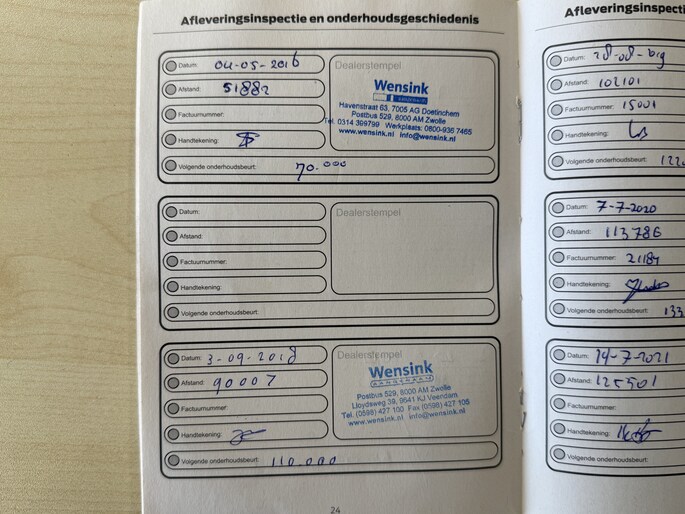 Afleveringsinspectie en onderhoudsgeschiedenis
Datum: 04-05-2016
Afstand: 51882
Factuurnummer:
Handtekening:
Volgende onderhoudsbeurt: 70.000
Dealerstempel
Wensink
Havenstraat 63, 7005 AG Doetinchem
Postbus 529, 8000 AM Zwolle
Tel. 0314 399799 Werkplaats: 0800-936 7465
www.wensink.nl info@wensink.nl
Datum:
Afstand:
Factuurnummer:
Handtekening:
Volgende onderhoudsbeurt:
Dealerstempel
Datum: 3-09-2018
Afstand: 90007
Factuurnummer:
Handtekening:
Volgende onderhoudsbeurt: 110.000
Dealerstempel
Wensink
Postbus 529, 8000 AM Zwolle
Lloydsweg 39, 9641 KJ Veendam
Tel. (0598) 427 100 Fax (0598) 427 105
www.wensink.nl info@wensink.nl
24
Afleveringsinspecti
Datum:
Afstand: 102101
Factuurnummer: 15001
Handtekening:
Volgende onderhoudsbeurt: 122
Datum: 7-7-2020
Afstand: 113786
Factuurnummer: 21184
Handtekening:
Volgende onderhoudsbeurt: 133
Datum: 14-7-2021
Afstand: 125501
Factuurnummer:
Handtekening:
Volgende onderhoudsbeurt: